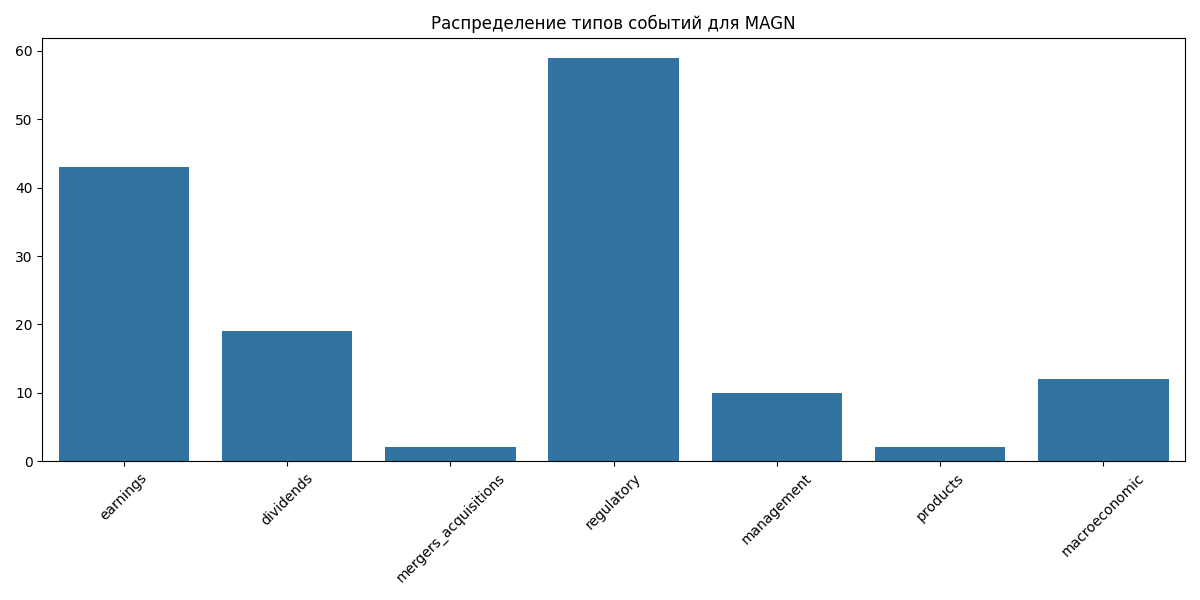 Распределение типов событий для MAGN
60
50
40
30
20
10
0
earnings
dividends
mergers_acquisitions
regulatory
management
products
macroeconomic